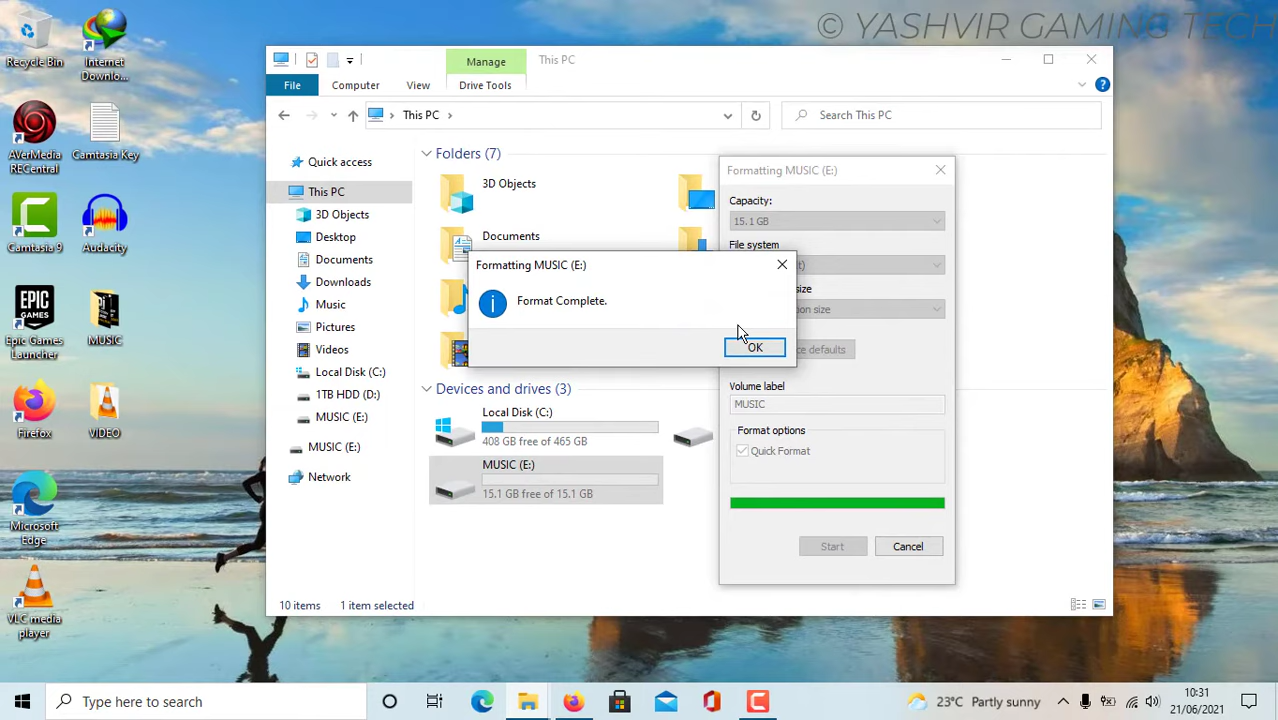 © YASHVIR GAMING TECH
Recycle Bin
Internet
Downlo...
AVerMedia
RECentral
Camtasia Key
Camtasia 9
Audacity
Epic Games
Launcher
MUSIC
Firefox
VIDEO
Microsoft
Edge
VLC media
player
Manage
This PC
File
Computer
View
Drive Tools
This PC
Search This PC
Quick access
This PC
3D Objects
Desktop
Documents
Downloads
Music
Pictures
Videos
Local Disk (C:)
1TB HDD (D:)
MUSIC (E:)
MUSIC (E:)
Network
Folders (7)
3D Objects
Documents
Devices and drives (3)
Local Disk (C:)
408 GB free of 465 GB
MUSIC (E:)
15.1 GB free of 15.1 GB
10 items
1 item selected
Formatting MUSIC (E:)
Format Complete.
OK
Formatting MUSIC (E:)
Capacity:
15.1 GB
File system
size
Volume label
MUSIC
Format options
Quick Format
Start
Cancel
Type here to search
23°C Partly sunny
10:31
21/06/2021